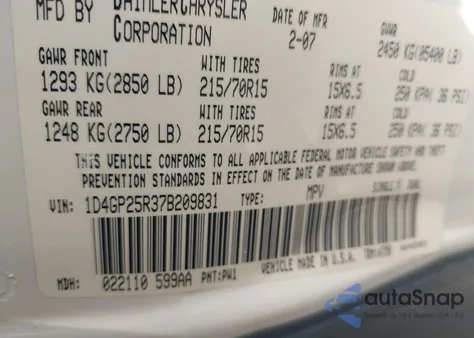 MFD BY DAIMLERCHRYSLER CORPORATION
DATE OF MFR 2-07
GVWR 2450 KG(05400 LB)
GAWR FRONT WITH TIRES RIMS AT COLD
1293 KG(2850 LB) 215/70R15 15X6.5 250 KPA( 36 PSI)
GAWR REAR WITH TIRES RIMS AT COLD
1248 KG(2750 LB) 215/70R15 15X6.5 250 KPA( 36 PSI)
THIS VEHICLE CONFORMS TO ALL APPLICABLE FEDERAL MOTOR VEHICLE SAFETY AND THEFT
PREVENTION STANDARDS IN EFFECT ON THE DATE OF MANUFACTURE SHOWN ABOVE.
VIN: 1D4GP25R37B209831 TYPE: MPV SINGLE
MDH: 022110 599AA PNT:PW1 VEHICLE MADE IN U.S.A.
autoSnap